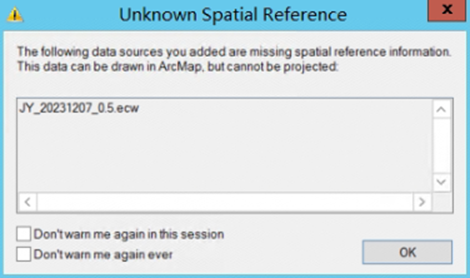 Unknown Spatial Reference
The following data sources you added are missing spatial reference information.
This data can be drawn in ArcMap, but cannot be projected:
JY_20231207_0.5.ecw
Don't warn me again in this session
Don't warn me again ever
OK